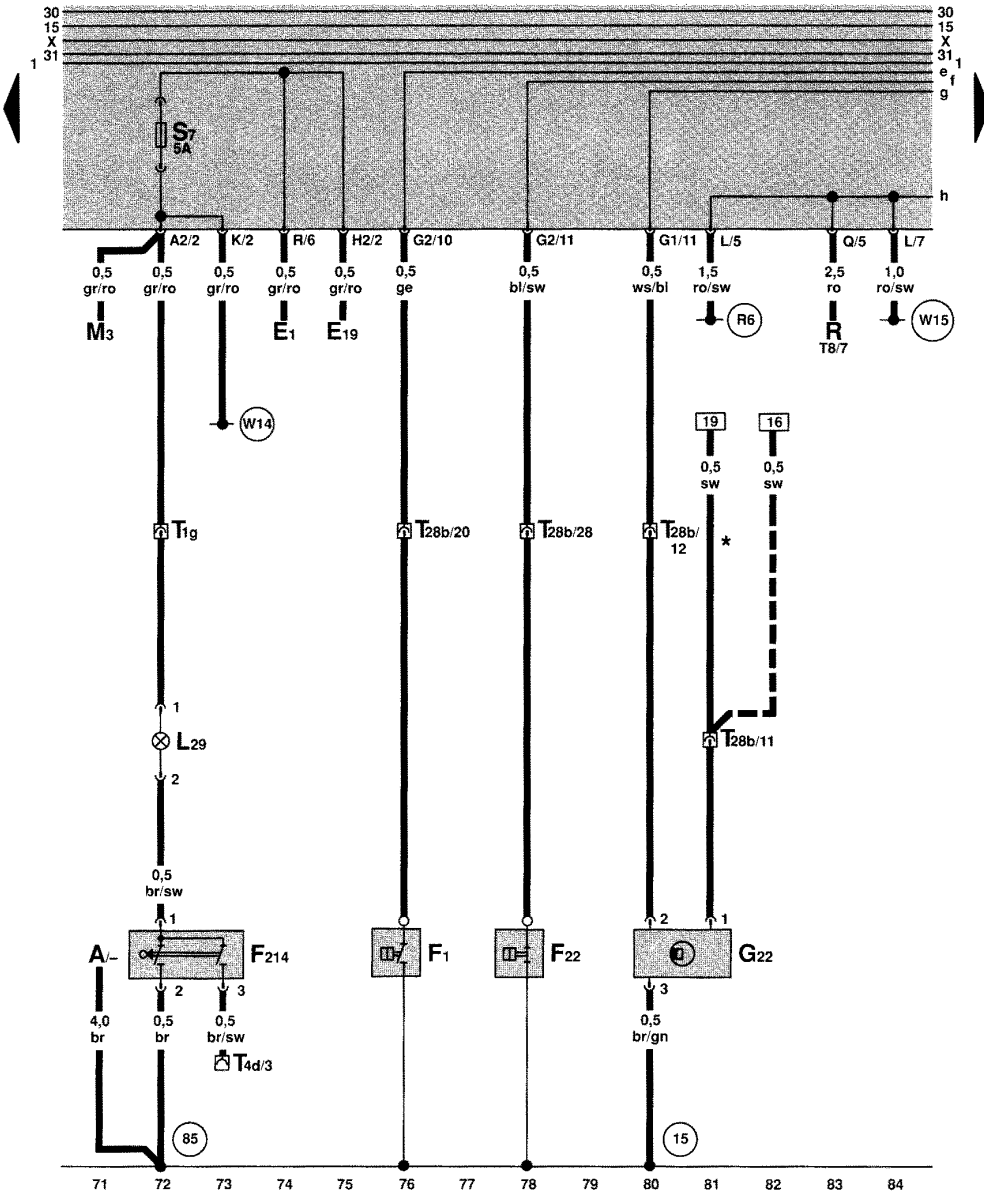 30 30
15 15
X X
31 31
1 1
e
f
g
S7
5A
h
A2/2 K/2 R/6 H2/2 G2/10 G2/11 G1/11 L/5 Q/5 L/7
0,5 0,5 0,5 0,5 0,5 0,5 0,5 0,5 1,5 2,5 1,0
gr/ro gr/ro gr/ro gr/ro gr/ro ge bl/sw ws/bl ro/sw ro ro/sw
M3 E1 E19 R6 R W15
T8/7
W14 19 16
0,5 0,5
sw sw
T1g T28b/20 T28b/28 T28b/ *
12
1
L29 T28b/11
2
0,5
br/sw
1 2 1
A/– F214 F1 F22 G22
2 3 3
4,0 0,5 0,5 0,5
br br br/sw br/gn
T4d/3
85 15
71 72 73 74 75 76 77 78 79 80 81 82 83 84